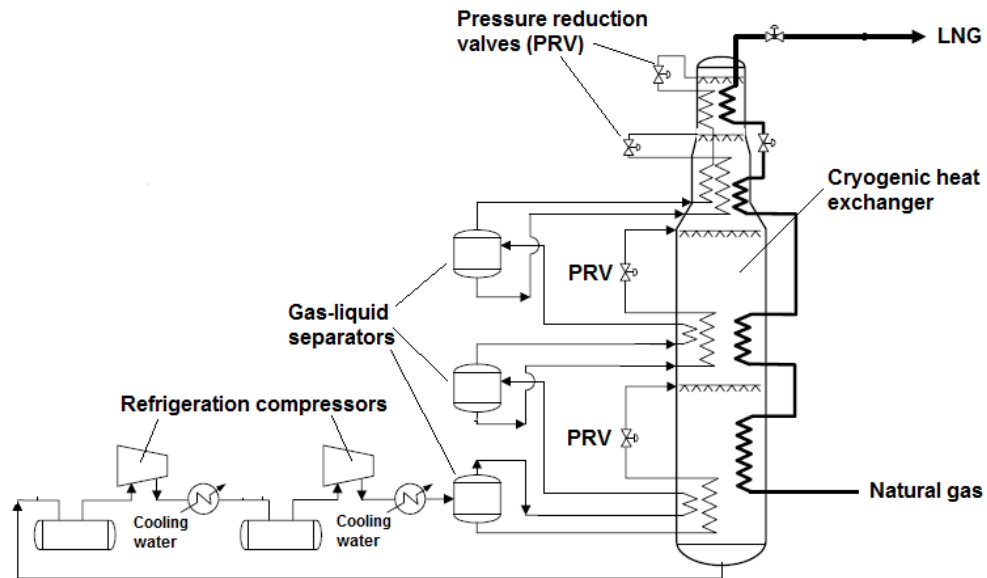 Pressure reduction
valves (PRV)
LNG
Cryogenic heat
exchanger
PRV
Gas-liquid
separators
Refrigeration compressors
PRV
Cooling
water
Cooling
water
Natural gas